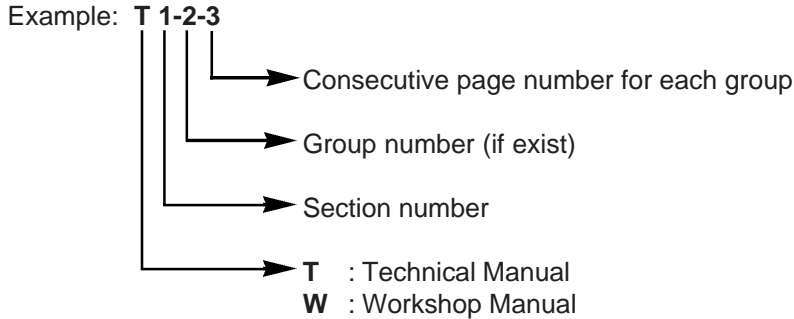 Example: T 1-2-3
Consecutive page number for each group
Group number (if exist)
Section number
T : Technical Manual
W : Workshop Manual